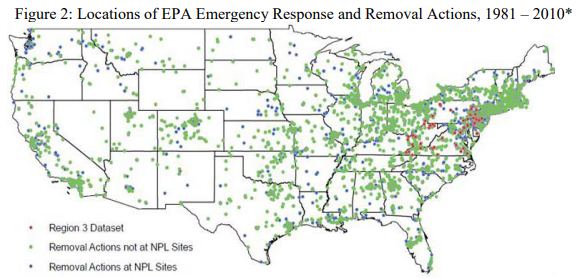 Figure 2: Locations of EPA Emergency Response and Removal Actions, 1981 – 2010*
Region 3 Dataset
Removal Actions not at NPL Sites
Removal Actions at NPL Sites